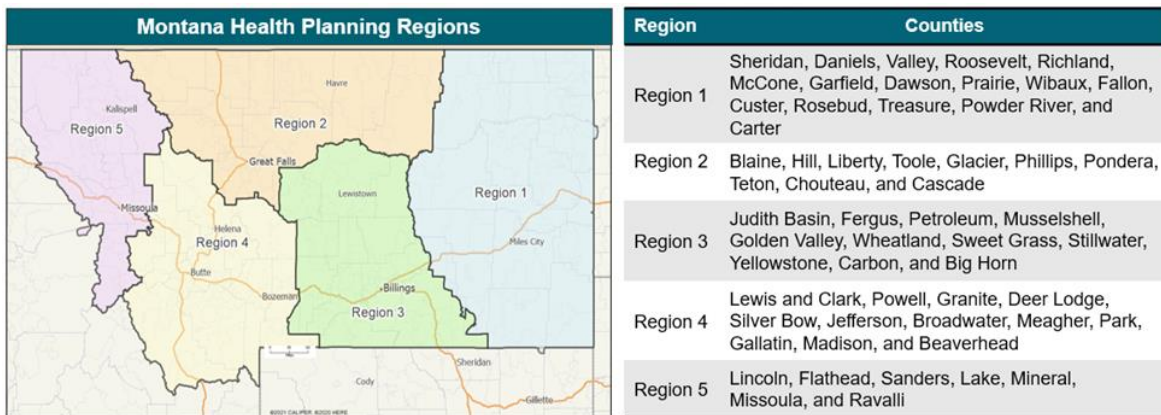 Montana Health Planning Regions
Havre
Kalispell
Region 5
Region 2
Great Falls
Lewistown
Region 1
Missoula
Helena
Region 4
Miles City
Butte
Billings
Bozeman
Region 3
Sheridan
Cody
Gillette
©2021 CALIPER ©2020 HERE
Region Counties
Region 1
Sheridan, Daniels, Valley, Roosevelt, Richland,
McCone, Garfield, Dawson, Prairie, Wibaux, Fallon,
Custer, Rosebud, Treasure, Powder River, and
Carter
Region 2
Blaine, Hill, Liberty, Toole, Glacier, Phillips, Pondera,
Teton, Chouteau, and Cascade
Region 3
Judith Basin, Fergus, Petroleum, Musselshell,
Golden Valley, Wheatland, Sweet Grass, Stillwater,
Yellowstone, Carbon, and Big Horn
Region 4
Lewis and Clark, Powell, Granite, Deer Lodge,
Silver Bow, Jefferson, Broadwater, Meagher, Park,
Gallatin, Madison, and Beaverhead
Region 5
Lincoln, Flathead, Sanders, Lake, Mineral,
Missoula, and Ravalli